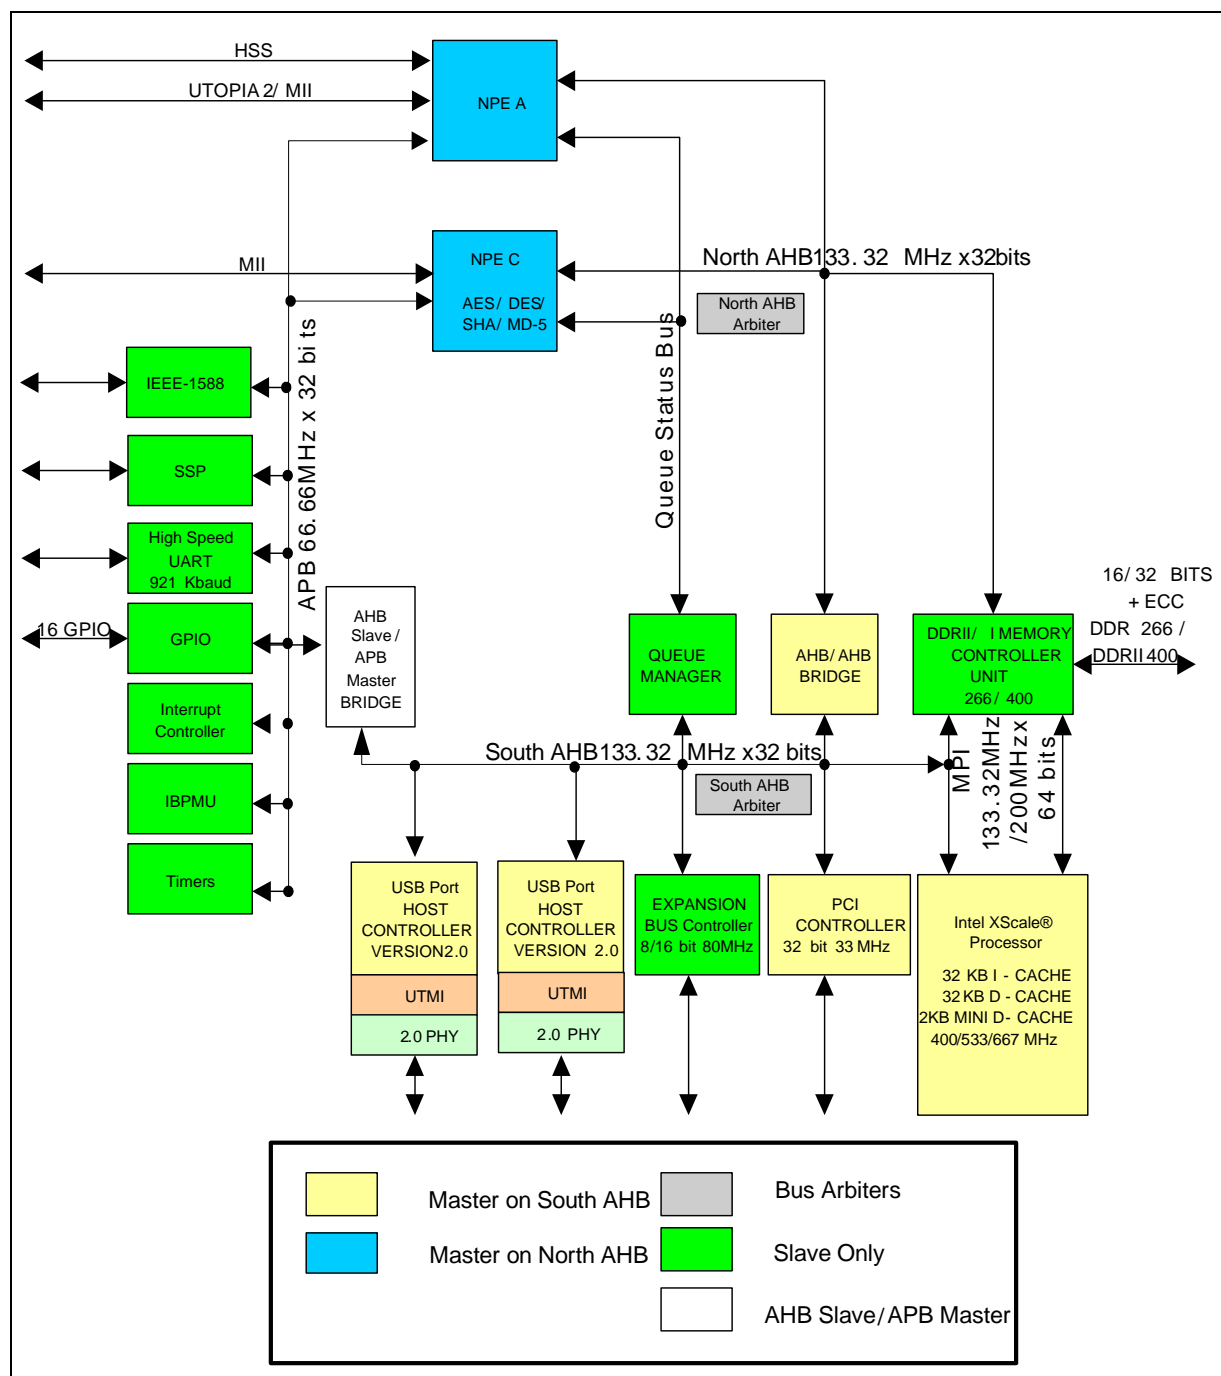 HSS
UTOPIA 2/ MII
NPE A
MII
NPE C
AES/ DES/
SHA/ MD-5
North AHB133. 32 MHz x32bits
North AHB
Arbiter
Queue Status Bus
APB 66. 66MHz x 32 bits
IEEE-1588
SSP
High Speed
UART
921 Kbaud
16 GPIO
GPIO
Interrupt
Controller
IBPMU
Timers
AHB
Slave /
APB
Master
BRIDGE
QUEUE
MANAGER
AHB/ AHB
BRIDGE
DDRII/ I MEMORY
CONTROLLER
UNIT
266 / 400
16/ 32 BITS
+ ECC
DDR 266 /
DDRII 400
South AHB133. 32 MHz x32 bits
South AHB
Arbiter
MPI
133. 32MHz
/200MHz x
64 bits
USB Port
HOST
CONTROLLER
VERSION2.0
UTMI
2.0 PHY
USB Port
HOST
CONTROLLER
VERSION 2.0
UTMI
2.0 PHY
EXPANSION
BUS Controller
8/16 bit 80MHz
PCI
CONTROLLER
32 bit 33 MHz
Intel XScale®
Processor
32 KB I - CACHE
32 KB D - CACHE
2KB MINI D- CACHE
400/533/667 MHz
Master on South AHB
Master on North AHB
Bus Arbiters
Slave Only
AHB Slave / APB Master